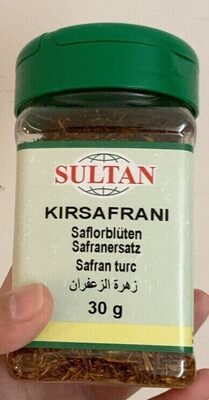 SULTAN
KIRSAFRANI
Saflorblüten
Safranersatz
Safran turc
زهرة الزعفران
30 g